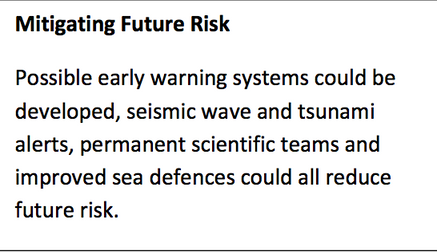 Mitigating Future Risk
Possible early warning systems could be
developed, seismic wave and tsunami
alerts, permanent scientific teams and
improved sea defences could all reduce
future risk.